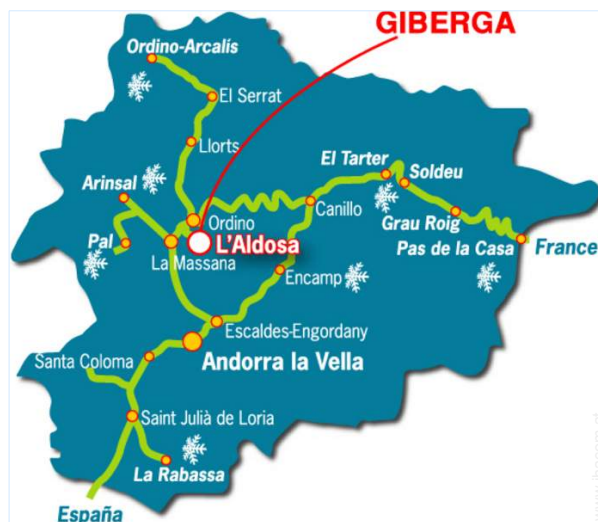 GIBERGA
Ordino-Arcalís
El Serrat
Llorts
El Tarter
Soldeu
Arinsal
Canillo
Ordino
Grau Roig
Pal
L'Aldosa
Pas de la Casa
France
La Massana
Encamp
Escaldes-Engordany
Santa Coloma
Andorra la Vella
Saint Julià de Loria
La Rabassa
España